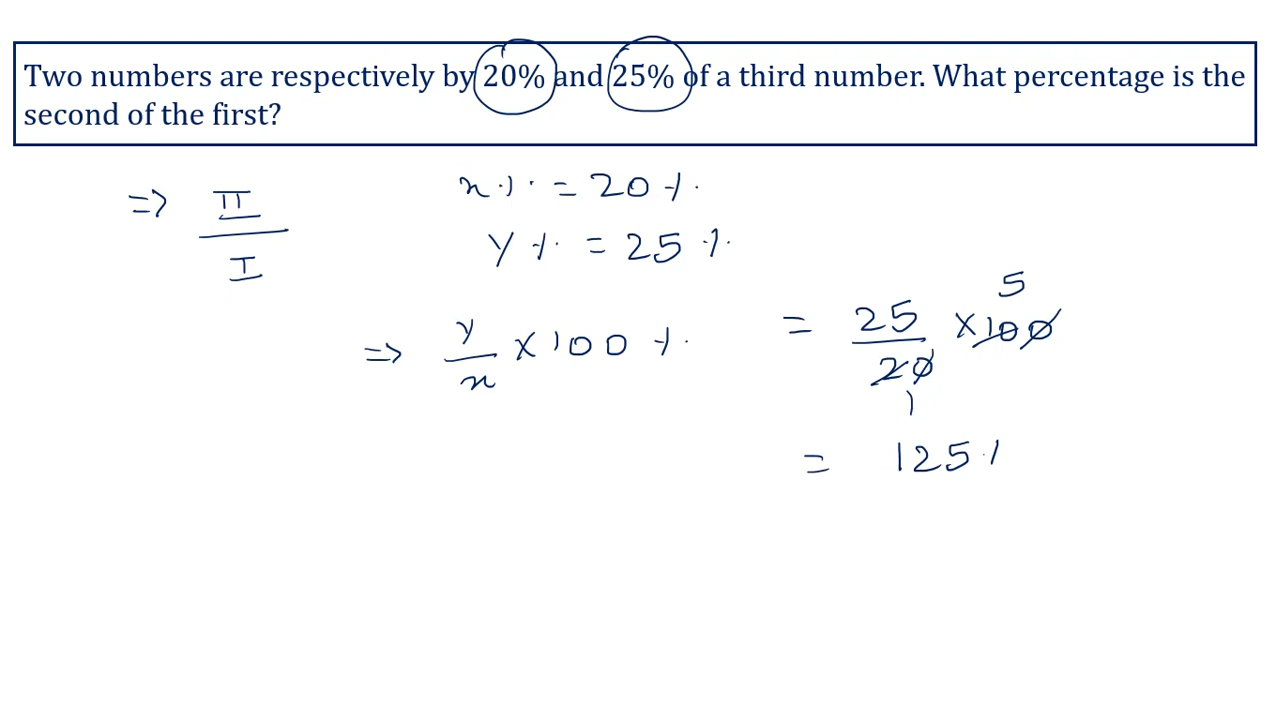 Two numbers are respectively by 20% and 25% of a third number. What percentage is the
second of the first?
=> II / I
x% = 20%
y% = 25%
=> y/x × 100%
= 25/20 × 100 5
1
= 125%